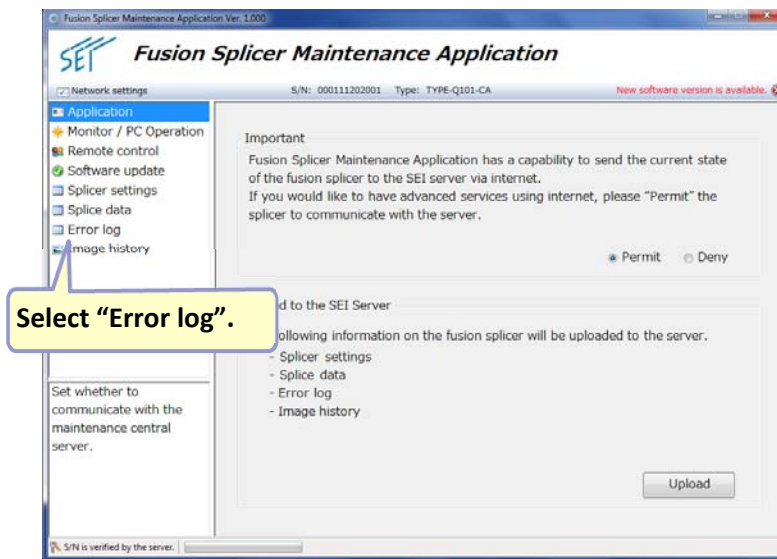 Fusion Splicer Maintenance Application Ver. 1.000
SEI
Fusion Splicer Maintenance Application
Network settings
S/N: 000111202001 Type: TYPE-Q101-CA
New software version is available.
Application
Monitor / PC Operation
Remote control
Software update
Splicer settings
Splice data
Error log
Image history
Select “Error log”.
Set whether to
communicate with the
maintenance central
server.
Important
Fusion Splicer Maintenance Application has a capability to send the current state
of the fusion splicer to the SEI server via internet.
If you would like to have advanced services using internet, please “Permit” the
splicer to communicate with the server.
Permit Deny
d to the SEI Server
ollowing information on the fusion splicer will be uploaded to the server.
- Splicer settings
- Splice data
- Error log
- Image history
Upload
S/N is verified by the server.